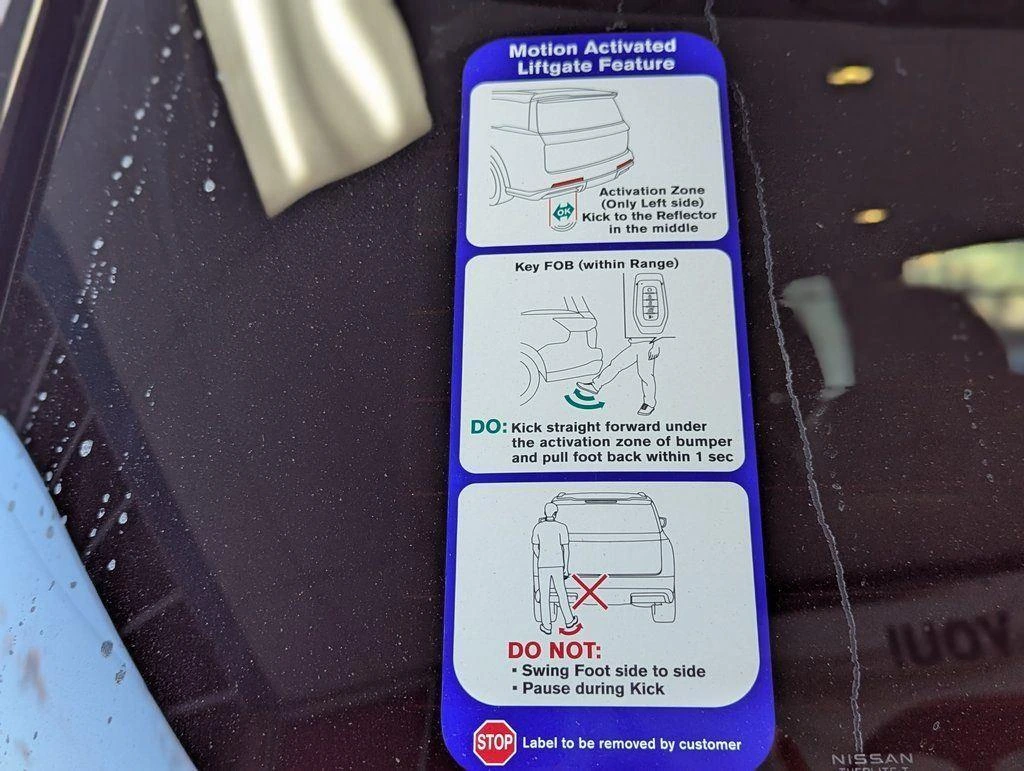 Motion Activated
Liftgate Feature
OK
Activation Zone
(Only Left side)
Kick to the Reflector
in the middle
Key FOB (within Range)
DO: Kick straight forward under
the activation zone of bumper
and pull foot back within 1 sec
DO NOT:
▪ Swing Foot side to side
▪ Pause during Kick
STOP Label to be removed by customer
NISSAN